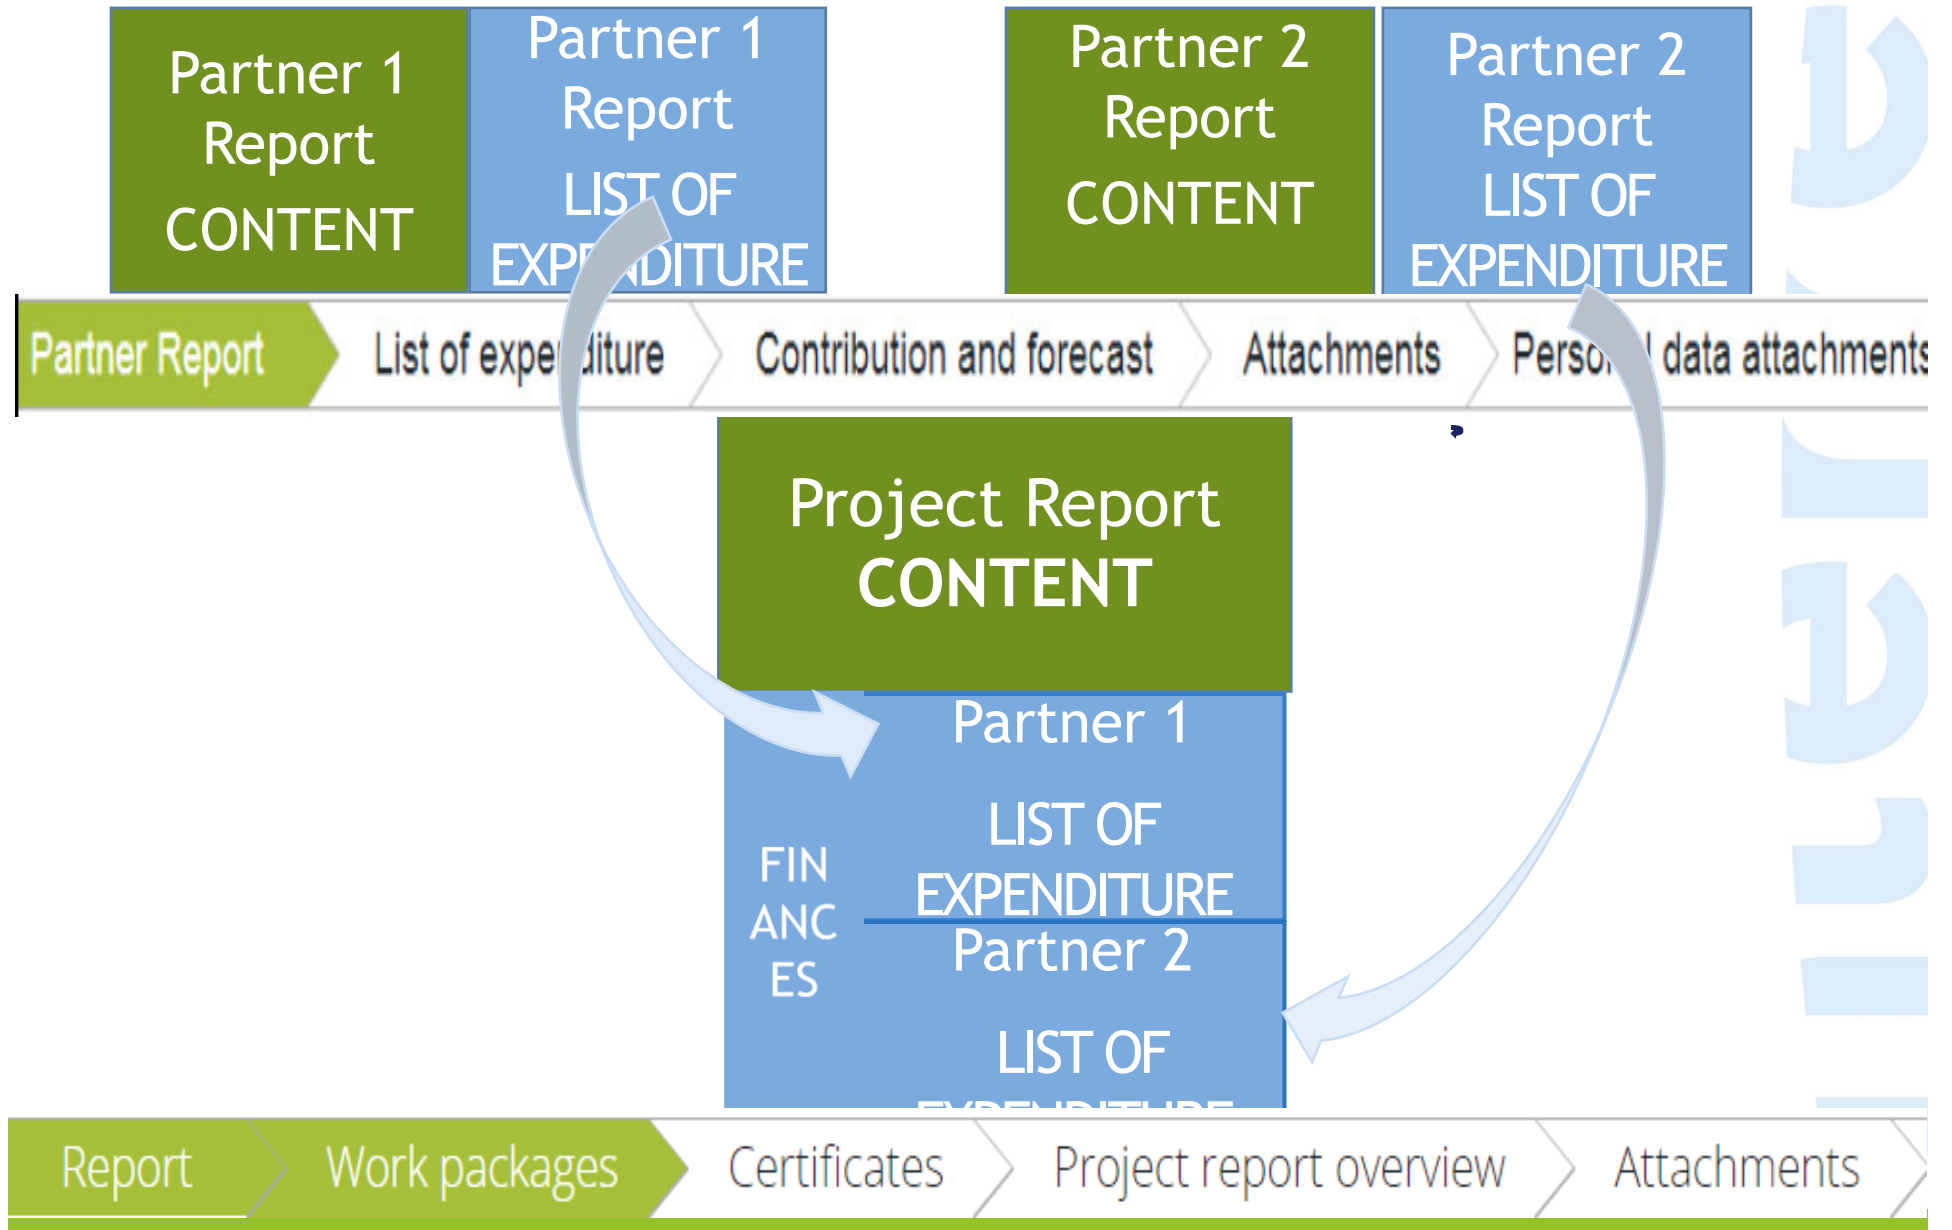 Partner 1
Report
CONTENT
Partner 1
Report
LIST OF
EXPENDITURE
Partner 2
Report
CONTENT
Partner 2
Report
LIST OF
EXPENDITURE
Partner Report
List of expenditure
Contribution and forecast
Attachments
Personal data attachments
Project Report
CONTENT
FIN
ANC
ES
Partner 1
LIST OF
EXPENDITURE
Partner 2
LIST OF
EXPENDITURE
Report
Work packages
Certificates
Project report overview
Attachments